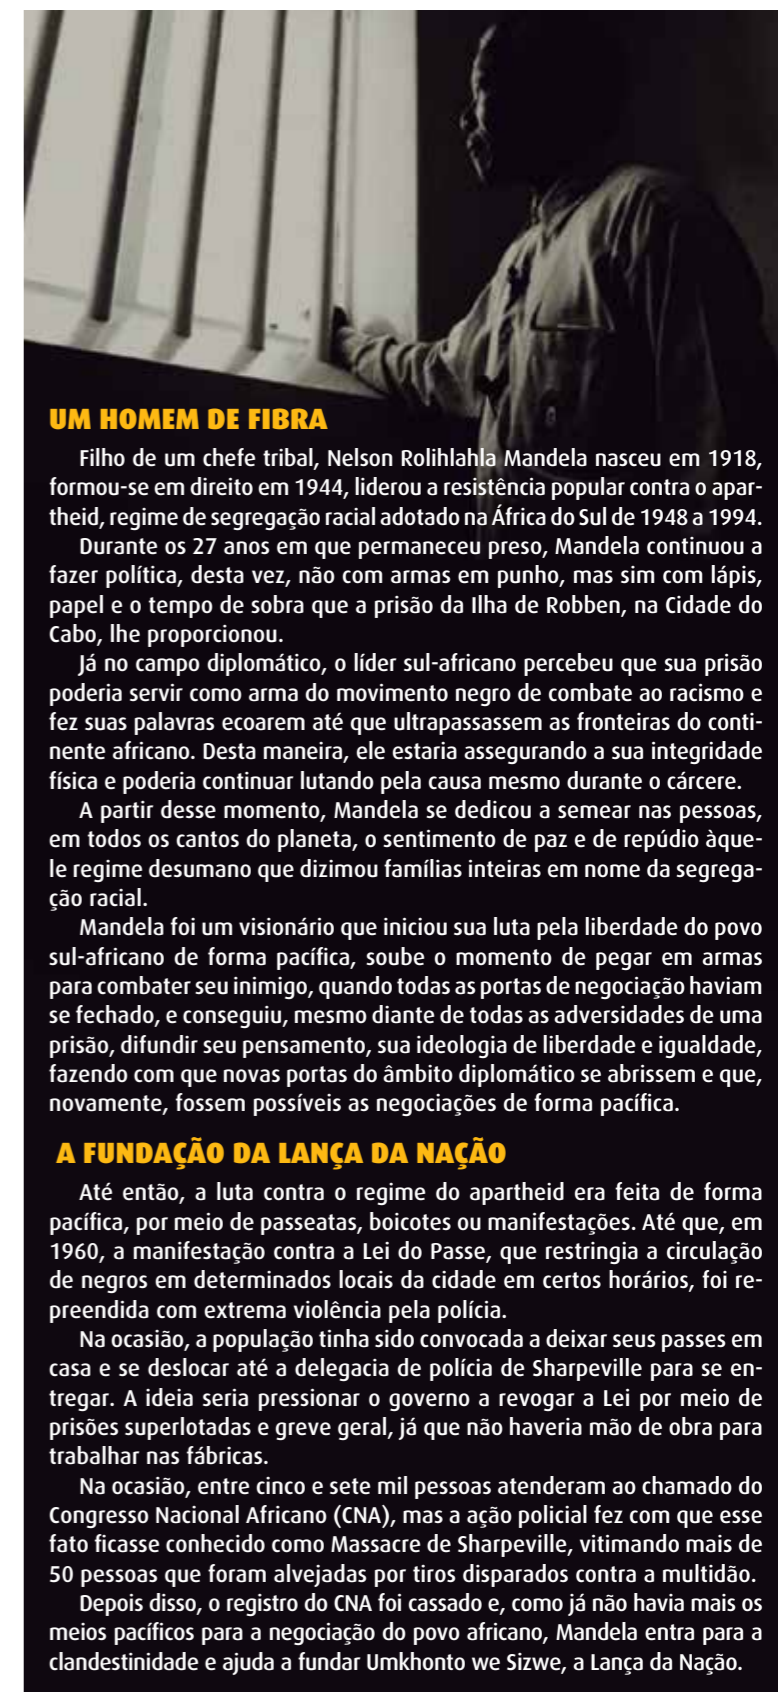 UM HOMEM DE FIBRA
Filho de um chefe tribal, Nelson Rolihlahla Mandela nasceu em 1918,
formou-se em direito em 1944, liderou a resistência popular contra o apar-
theid, regime de segregação racial adotado na África do Sul de 1948 a 1994.
Durante os 27 anos em que permaneceu preso, Mandela continuou a
fazer política, desta vez, não com armas em punho, mas sim com lápis,
papel e o tempo de sobra que a prisão da Ilha de Robben, na Cidade do
Cabo, lhe proporcionou.
Já no campo diplomático, o líder sul-africano percebeu que sua prisão
poderia servir como arma do movimento negro de combate ao racismo e
fez suas palavras ecoarem até que ultrapassassem as fronteiras do conti-
nente africano. Desta maneira, ele estaria assegurando a sua integridade
física e poderia continuar lutando pela causa mesmo durante o cárcere.
A partir desse momento, Mandela se dedicou a semear nas pessoas,
em todos os cantos do planeta, o sentimento de paz e de repúdio àque-
le regime desumano que dizimou famílias inteiras em nome da segrega-
ção racial.
Mandela foi um visionário que iniciou sua luta pela liberdade do povo
sul-africano de forma pacífica, soube o momento de pegar em armas
para combater seu inimigo, quando todas as portas de negociação haviam
se fechado, e conseguiu, mesmo diante de todas as adversidades de uma
prisão, difundir seu pensamento, sua ideologia de liberdade e igualdade,
fazendo com que novas portas do âmbito diplomático se abrissem e que,
novamente, fossem possíveis as negociações de forma pacífica.
A FUNDAÇÃO DA LANÇA DA NAÇÃO
Até então, a luta contra o regime do apartheid era feita de forma
pacífica, por meio de passeatas, boicotes ou manifestações. Até que, em
1960, a manifestação contra a Lei do Passe, que restringia a circulação
de negros em determinados locais da cidade em certos horários, foi re-
preendida com extrema violência pela polícia.
Na ocasião, a população tinha sido convocada a deixar seus passes em
casa e se deslocar até a delegacia de polícia de Sharpeville para se en-
tregar. A ideia seria pressionar o governo a revogar a Lei por meio de
prisões superlotadas e greve geral, já que não haveria mão de obra para
trabalhar nas fábricas.
Na ocasião, entre cinco e sete mil pessoas atenderam ao chamado do
Congresso Nacional Africano (CNA), mas a ação policial fez com que esse
fato ficasse conhecido como Massacre de Sharpeville, vitimando mais de
50 pessoas que foram alvejadas por tiros disparados contra a multidão.
Depois disso, o registro do CNA foi cassado e, como já não havia mais os
meios pacíficos para a negociação do povo africano, Mandela entra para a
clandestinidade e ajuda a fundar Umkhonto we Sizwe, a Lança da Nação.